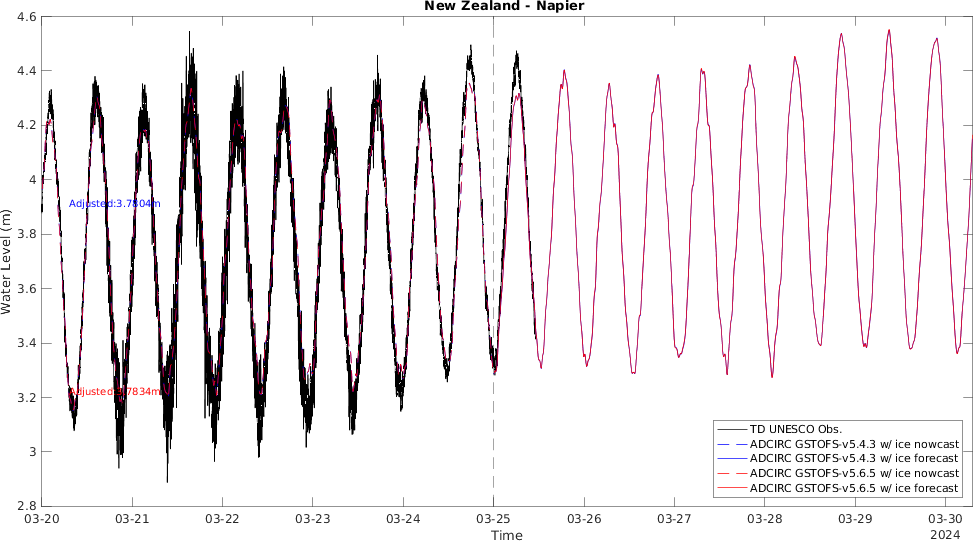 New Zealand - Napier
4.6
4.4
4.2
4
3.8
3.6
3.4
3.2
3
2.8
Water Level (m)
Adjusted:3.7804m
Adjusted:3.7834m
TD UNESCO Obs.
ADCIRC GSTOFS-v5.4.3 w/ ice nowcast
ADCIRC GSTOFS-v5.4.3 w/ ice forecast
ADCIRC GSTOFS-v5.6.5 w/ ice nowcast
ADCIRC GSTOFS-v5.6.5 w/ ice forecast
03-20 03-21 03-22 03-23 03-24 03-25 03-26 03-27 03-28 03-29 03-30
Time
2024